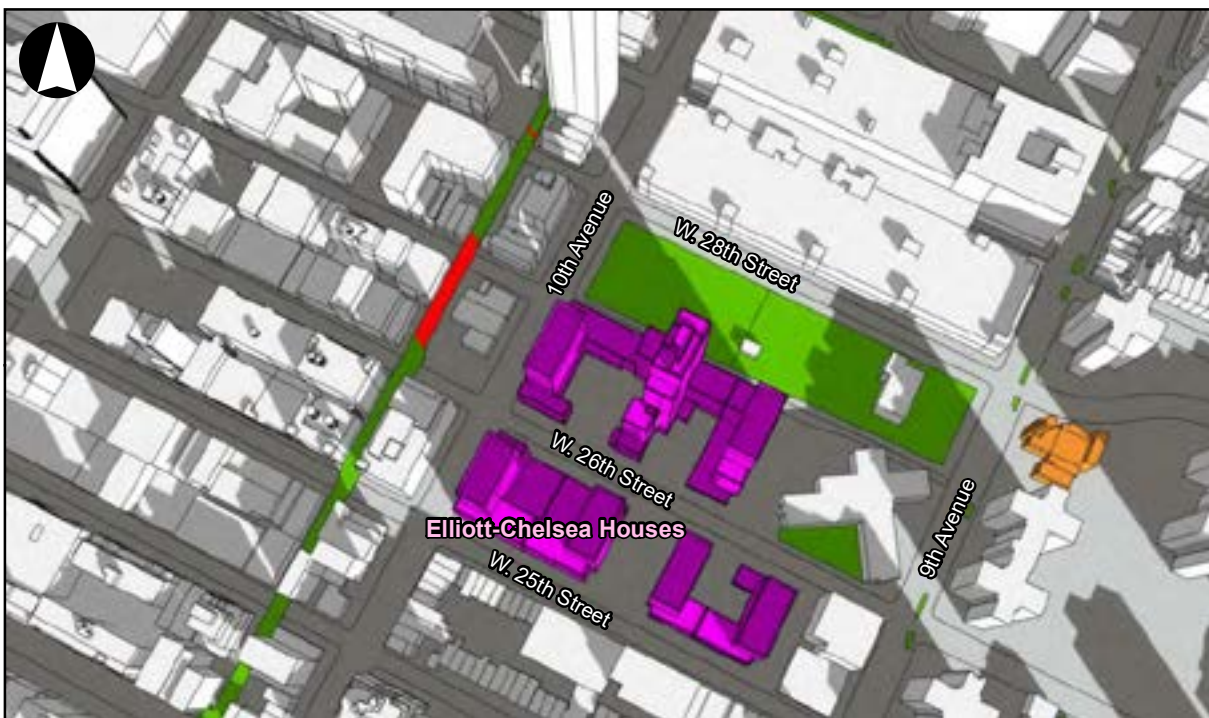 W. 28th Street
10th Avenue
W. 26th Street
Elliott-Chelsea Houses
9th Avenue
W. 25th Street